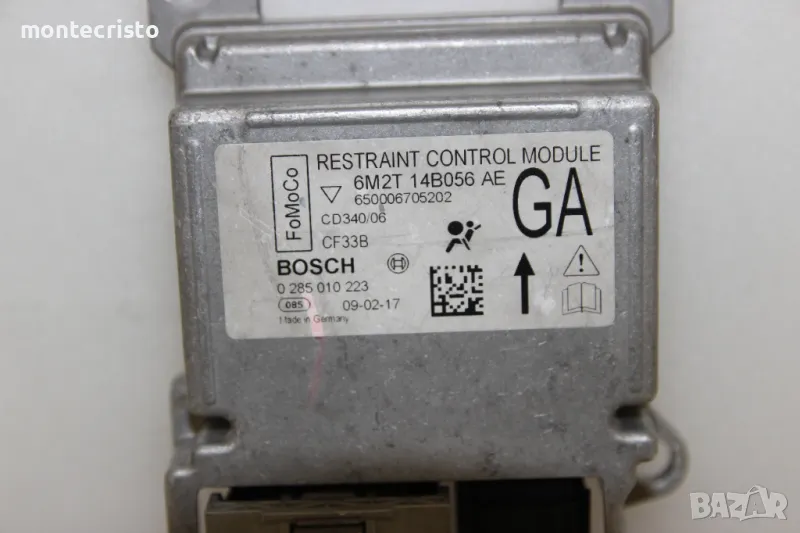 montecristo
FoMoCo
RESTRAINT CONTROL MODULE
6M2T 14B056 AE
650006705202
CD340/06
CF33B
GA
BOSCH
0 285 010 223
085
09-02-17
Made in Germany
BAZAR